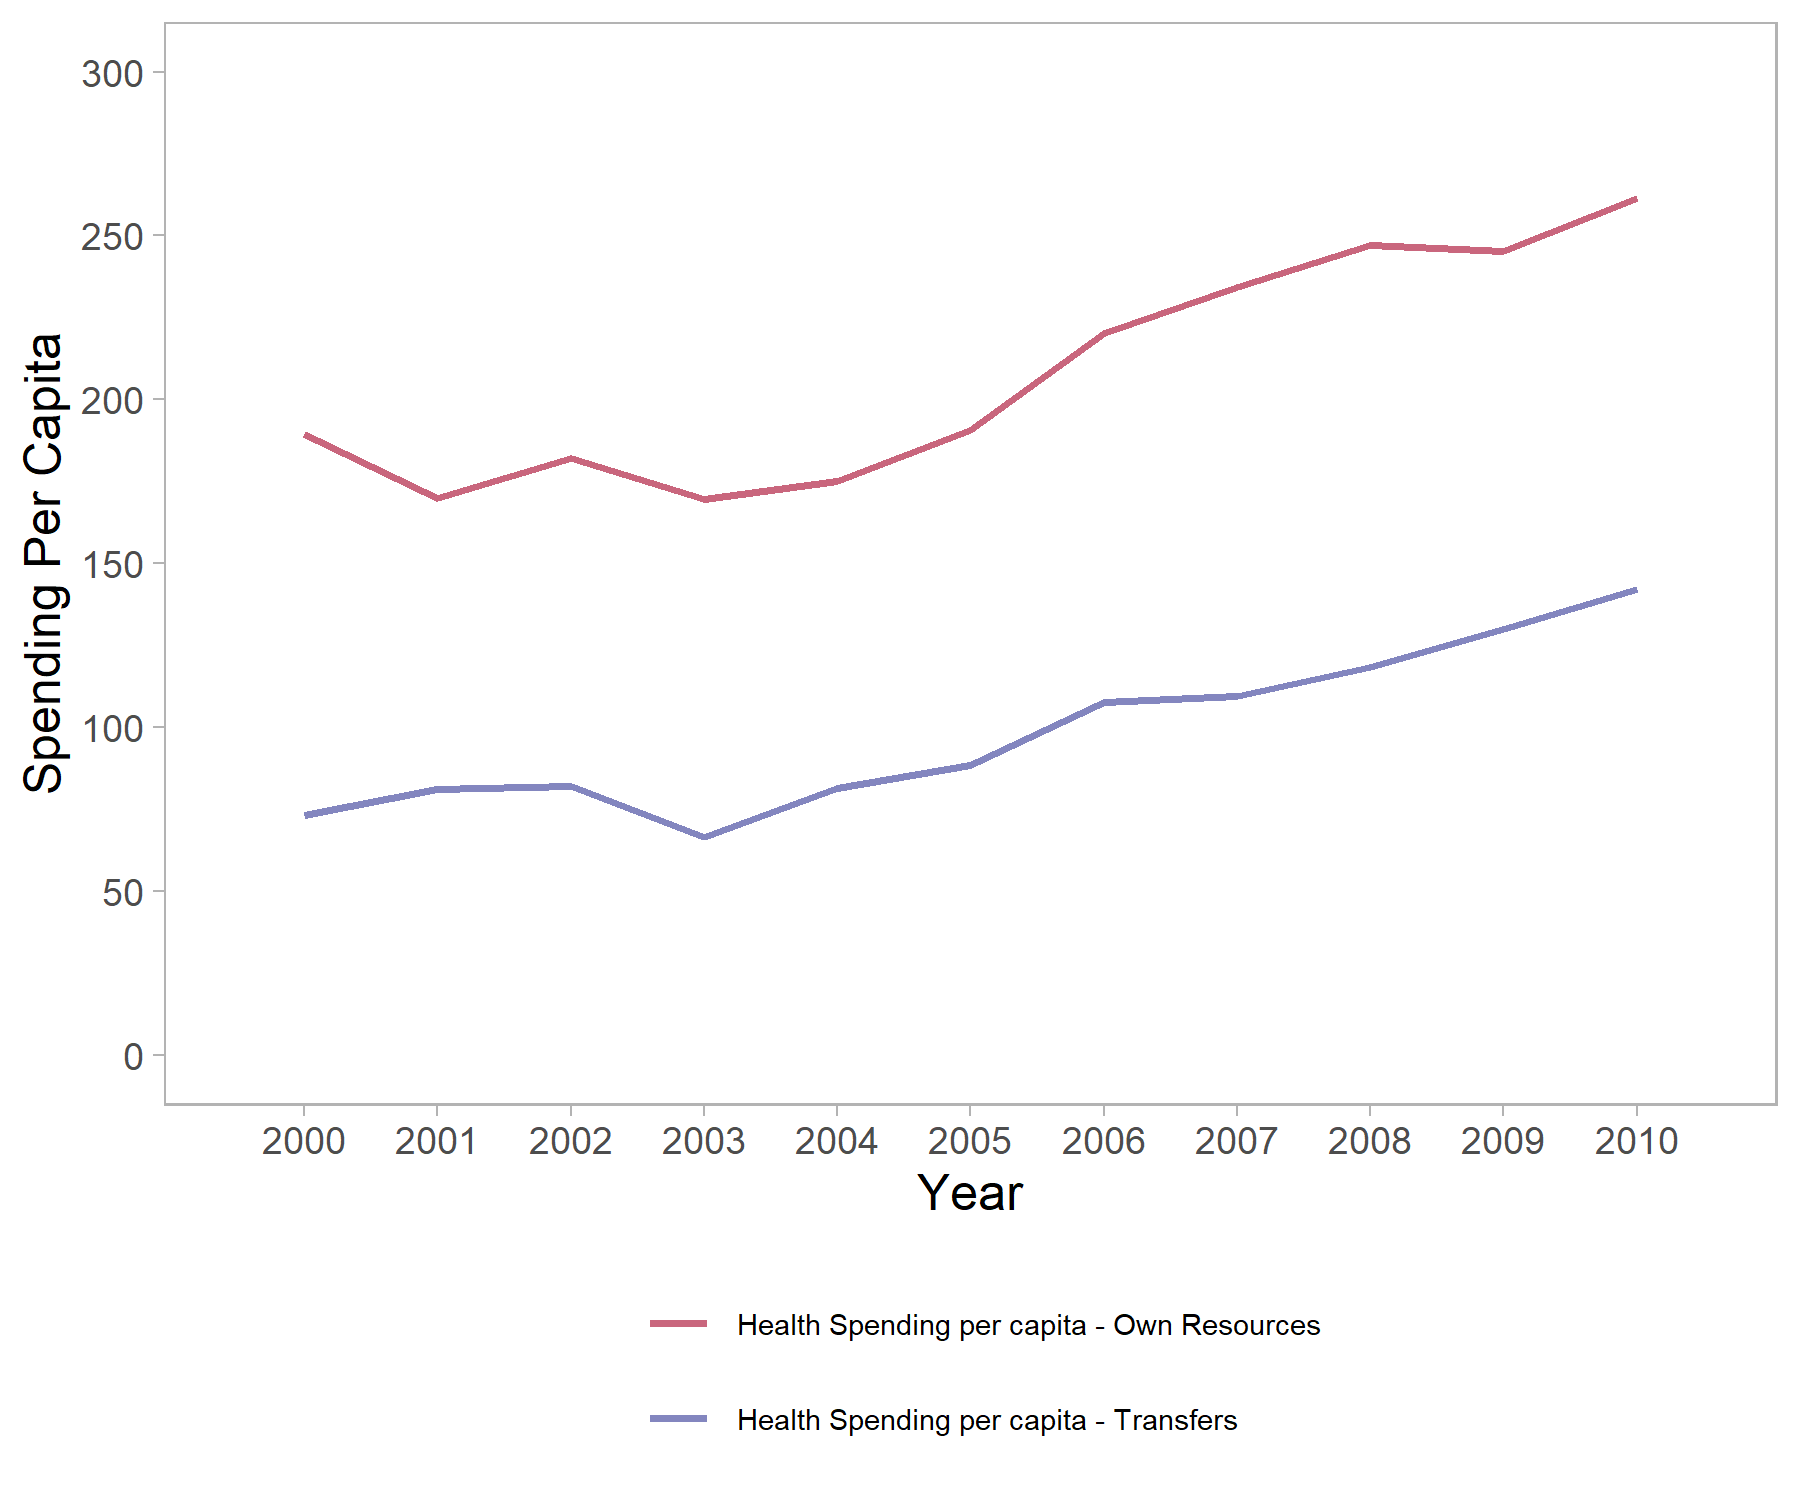 300
250
200
150
100
50
0
Spending Per Capita
2000 2001 2002 2003 2004 2005 2006 2007 2008 2009 2010
Year
Health Spending per capita - Own Resources
Health Spending per capita - Transfers